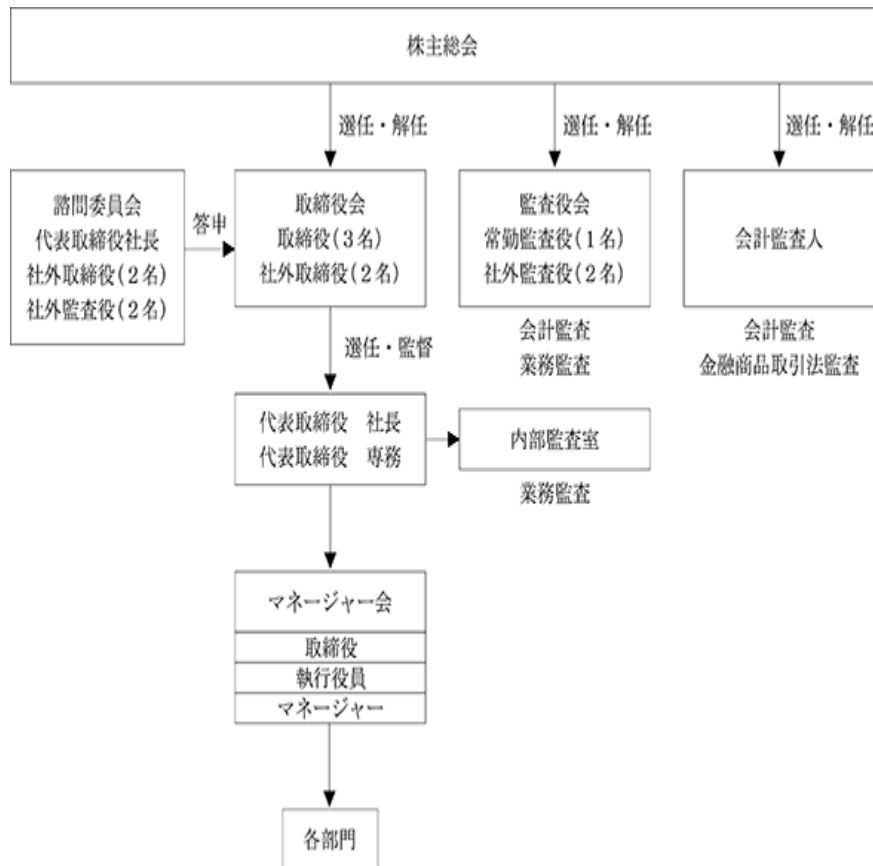 株主総会
選任・解任
選任・解任
選任・解任
諮問委員会
代表取締役社長
社外取締役(2名)
社外監査役(2名)
答申
取締役会
取締役(3名)
社外取締役(2名)
監査役会
常勤監査役(1名)
社外監査役(2名)
会計監査
業務監査
会計監査人
会計監査
金融商品取引法監査
選任・監督
代表取締役　社長
代表取締役　専務
内部監査室
業務監査
マネージャー会
取締役
執行役員
マネージャー
各部門